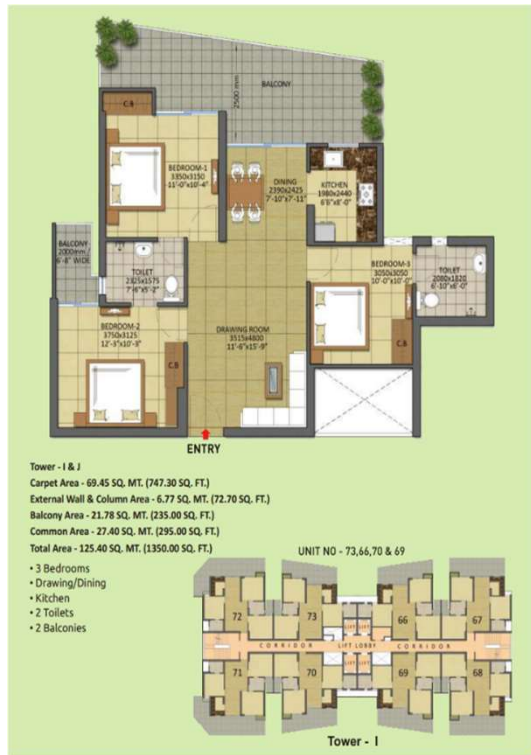 BALCONY
2500 mm
C.B
BEDROOM-1
3350x3150
11'-0"x10'-4"
DINING
2390x2425
7'-10"x7'-11"
KITCHEN
1980x2440
6'6"x8'-0"
BALCONY
2000mm /
6'-8" WIDE
TOILET
2325x1575
7'-6"x5'-2"
BEDROOM-3
3050x3050
10'-0"x10'-0"
TOILET
2080x1820
6'-10"x6'-0"
BEDROOM-2
3750x3125
12'-3"x10'-3"
C.B
DRAWING ROOM
3515x4800
11'-6"x15'-9"
C.B
ENTRY
Tower - I & J
Carpet Area - 69.45 SQ. MT. (747.30 SQ. FT.)
External Wall & Column Area - 6.77 SQ. MT. (72.70 SQ. FT.)
Balcony Area - 21.78 SQ. MT. (235.00 SQ. FT.)
Common Area - 27.40 SQ. MT. (295.00 SQ. FT.)
Total Area - 125.40 SQ. MT. (1350.00 SQ. FT.)
• 3 Bedrooms
• Drawing/Dining
• Kitchen
• 2 Toilets
• 2 Balconies
UNIT NO - 73,66,70 & 69
72 73 66 67
LIFT LIFT
CORRIDOR LIFT LOBBY CORRIDOR
LIFT LIFT
71 70 69 68
Tower - I